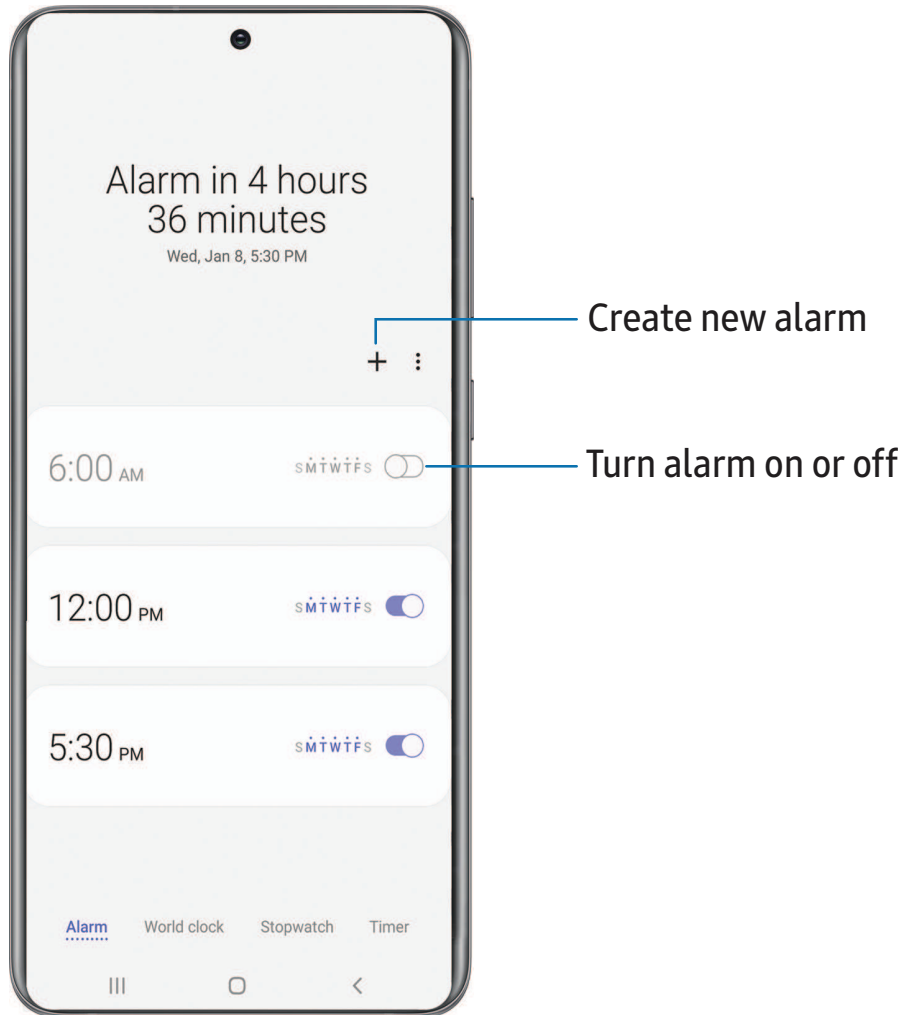 Alarm in 4 hours
36 minutes
Wed, Jan 8, 5:30 PM
Create new alarm
6:00 AM SMTWTFS
Turn alarm on or off
12:00 PM SMTWTFS
5:30 PM SMTWTFS
Alarm World clock Stopwatch Timer